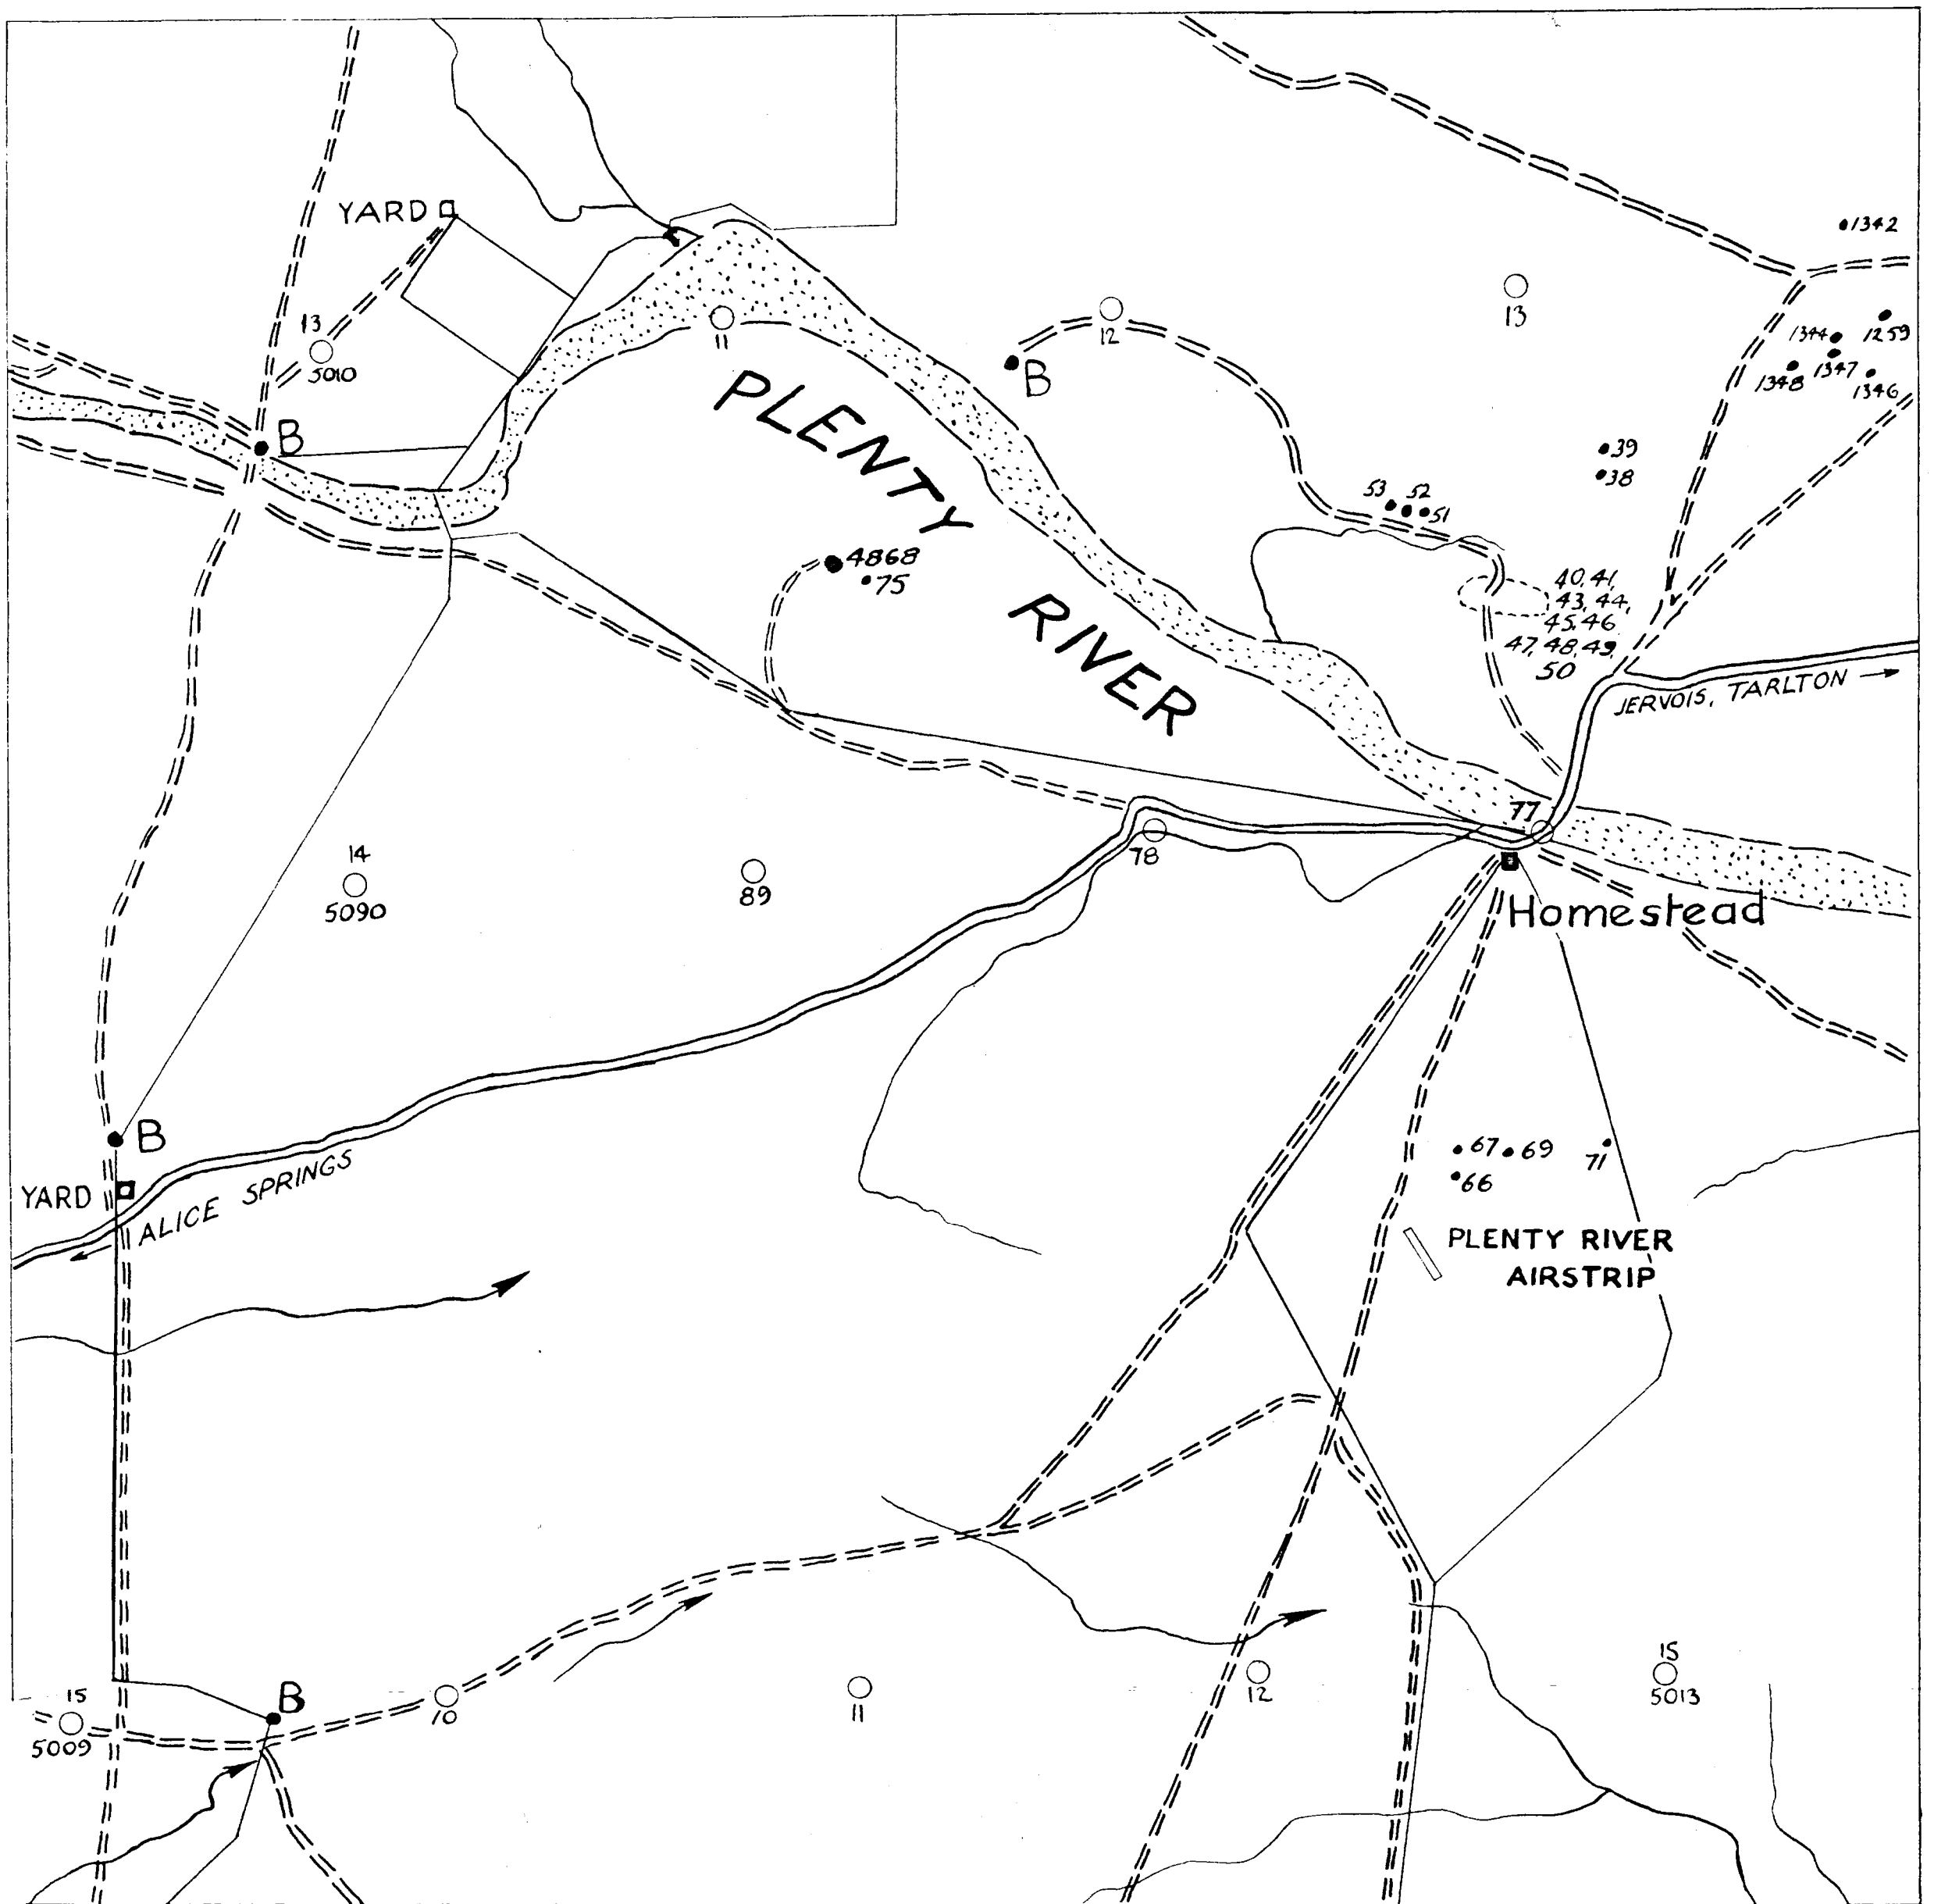 YARD
1342
13
5010
11
12
13
1344
1259
1348
1347
1346
B
B
PLENTY
RIVER
39
38
53
52
51
4868
75
40, 41,
43, 44,
45, 46
47, 48, 49,
50
JERVOIS, TARLTON
77
78
14
5090
89
Homestead
B
YARD
ALICE SPRINGS
67
69
71
66
PLENTY RIVER
AIRSTRIP
15
5009
B
10
11
12
15
5013